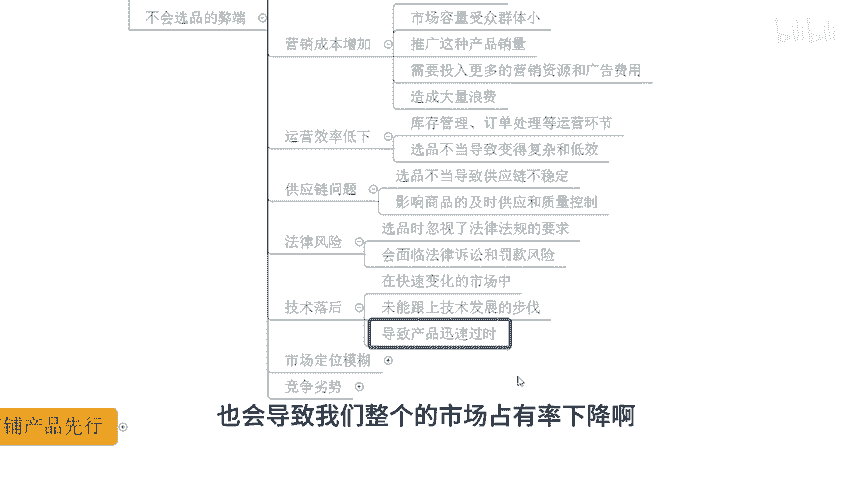 bilibili
不会选品的弊端
营销成本增加
市场容量受众群体小
推广这种产品销量
需要投入更多的营销资源和广告费用
造成大量浪费
运营效率低下
库存管理、订单处理等运营环节
选品不当导致变得复杂和低效
供应链问题
选品不当导致供应链不稳定
影响商品的及时供应和质量控制
法律风险
选品时忽视了法律法规的要求
会面临法律诉讼和罚款风险
技术落后
在快速变化的市场中
未能跟上技术发展的步伐
导致产品迅速过时
市场定位模糊
竞争劣势
铺产品先行
也会导致我们整个的市场占有率下降啊